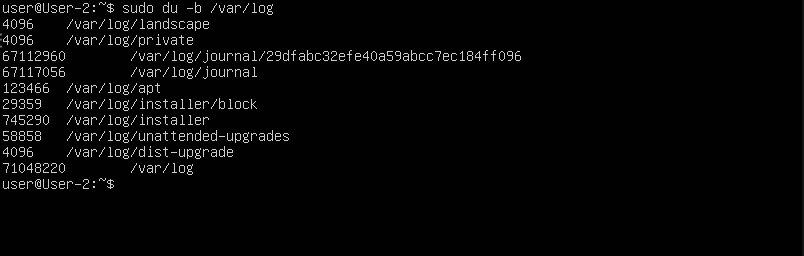 user@User-2:~$ sudo du -b /var/log
4096    /var/log/landscape
4096    /var/log/private
67112960        /var/log/journal/29dfabc32efe40a59abcc7ec184ff096
67117056        /var/log/journal
123466  /var/log/apt
29359   /var/log/installer/block
745290  /var/log/installer
58858   /var/log/unattended-upgrades
4096    /var/log/dist-upgrade
71048220        /var/log
user@User-2:~$